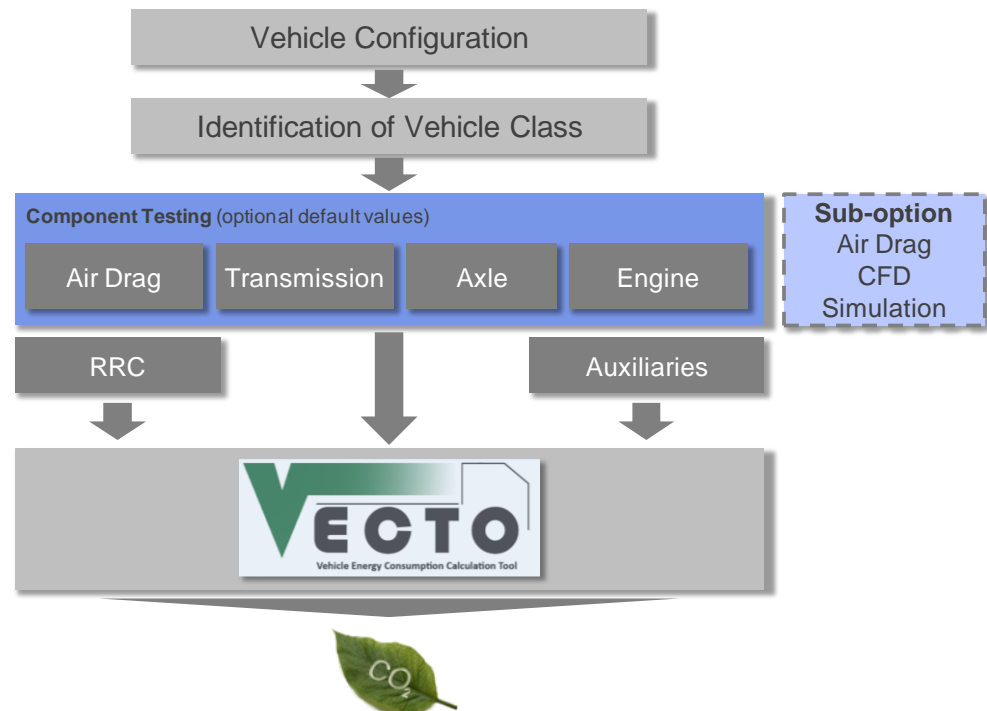 Vehicle Configuration
Identification of Vehicle Class
Component Testing (optional default values)
Air Drag
Transmission
Axle
Engine
Sub-option
Air Drag
CFD
Simulation
RRC
Auxiliaries
VECTO
Vehicle Energy Consumption Calculation Tool
CO₂